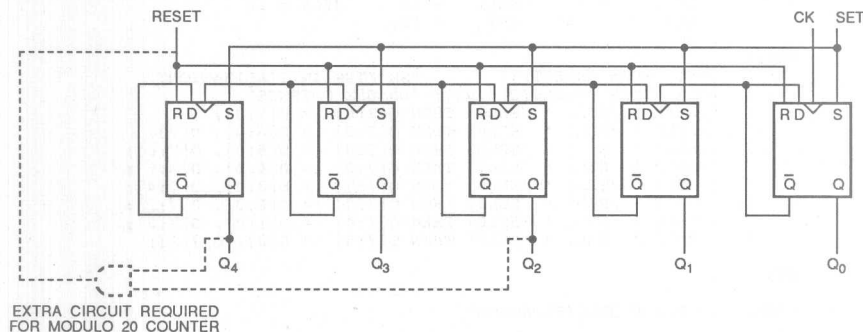 RESET
CK SET
R D S
R D S
R D S
R D S
R D S
Q̅ Q
Q̅ Q
Q̅ Q
Q̅ Q
Q̅ Q
Q4 Q3 Q2 Q1 Q0
EXTRA CIRCUIT REQUIRED
FOR MODULO 20 COUNTER